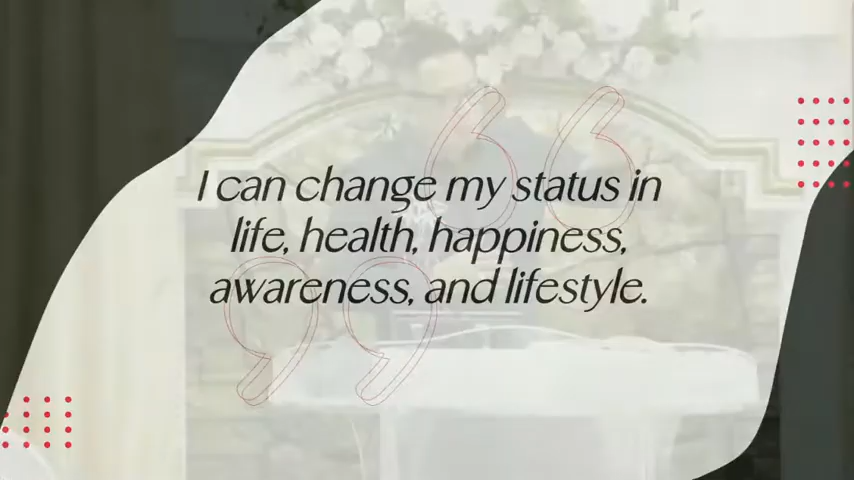 I can change my status in
life, health, happiness,
awareness, and lifestyle.